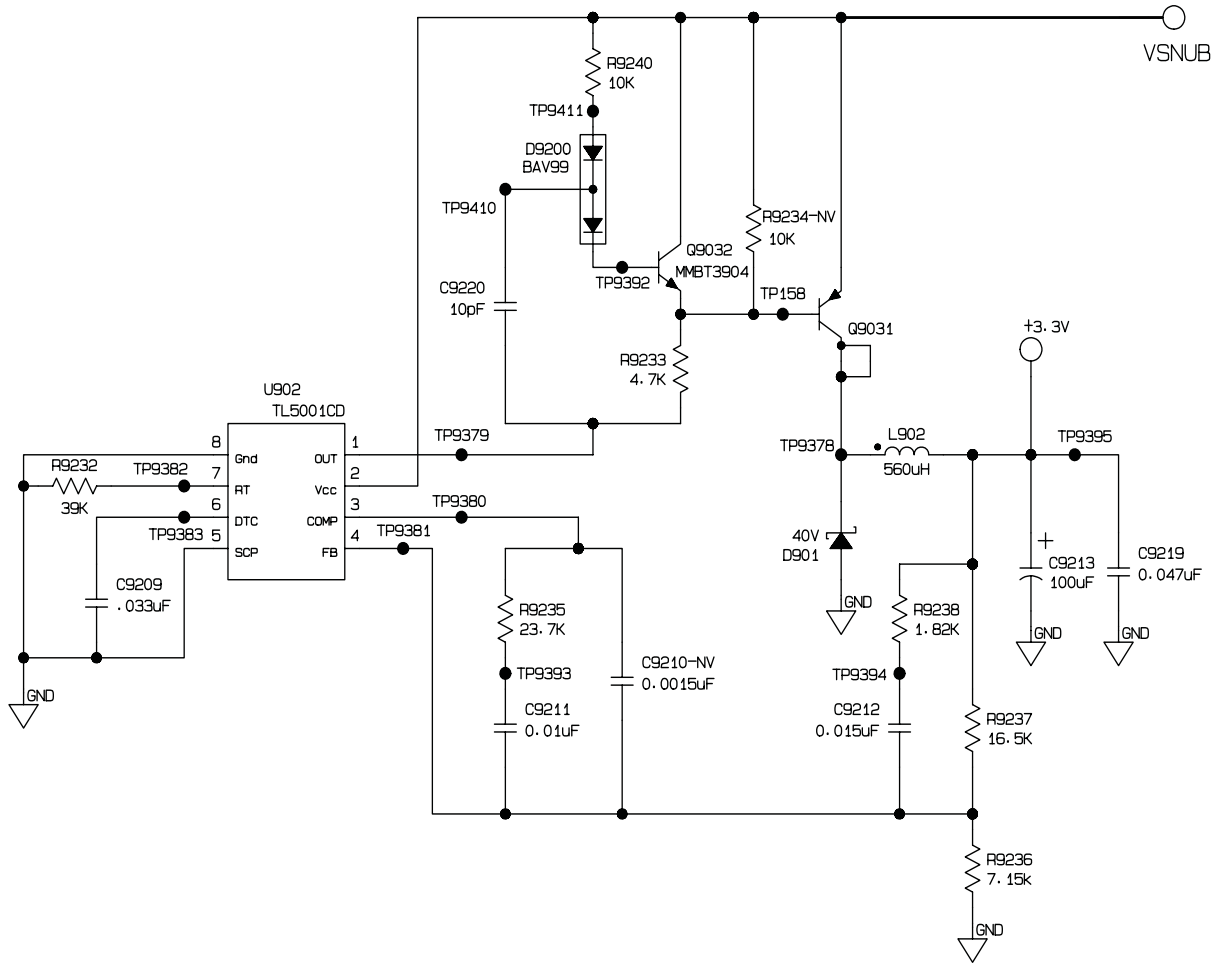 VSNUB
R9240
10K
TP9411
D9200
BAV99
TP9410
R9234-NV
10K
Q9032
MMBT3904
TP9392
C9220
10pF
TP158
Q9031
R9233
4.7K
+3.3V
U902
TL5001CD
8
Gnd
1
OUT
TP9379
TP9378
L902
560uH
TP9395
R9232
39K
TP9382
7
RT
2
Vcc
6
DTC
TP9383
3
COMP
TP9380
5
SCP
4
FB
TP9381
40V
D901
GND
C9209
.033uF
R9235
23.7K
R9238
1.82K
+
C9213
100uF
GND
C9219
0.047uF
GND
TP9393
C9210-NV
0.0015uF
TP9394
GND
C9211
0.01uF
C9212
0.015uF
R9237
16.5K
R9236
7.15k
GND